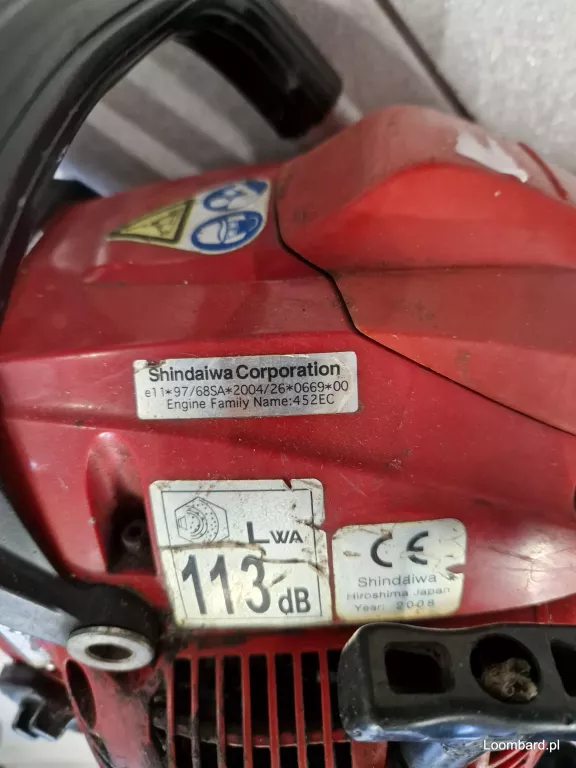 Shindaiwa Corporation
e11*97/68SA*2004/26*0669*00
Engine Family Name:452EC
LWA
113 dB
CE
Shindaiwa
Hiroshima Japan
Year: 2008
Loombard.pl